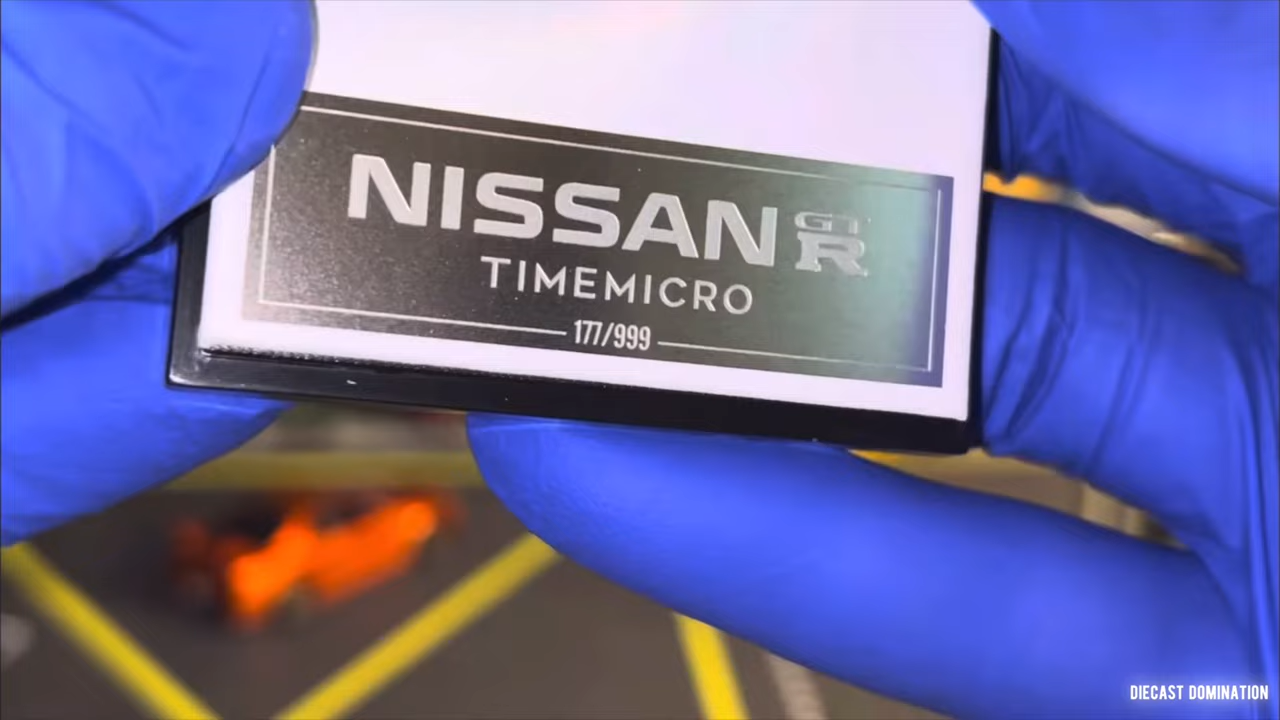 NISSAN GT R
TIMEMICRO
177/999
DIECAST DOMINATION